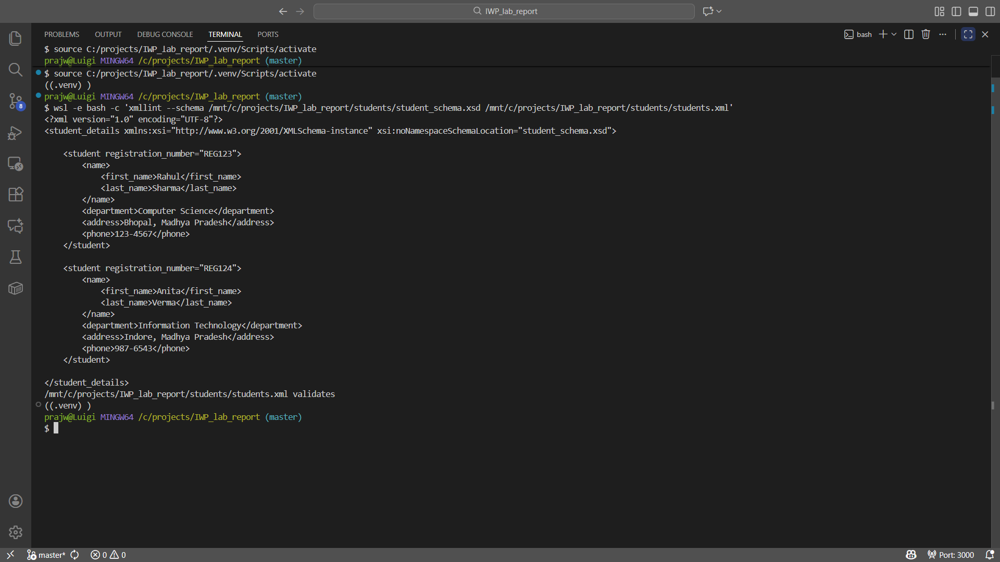 IWP_lab_report
PROBLEMS OUTPUT DEBUG CONSOLE TERMINAL PORTS
bash
$ source C:/projects/IWP_lab_report/.venv/Scripts/activate
prajw@Luigi MINGW64 /c/projects/IWP_lab_report (master)
$ source C:/projects/IWP_lab_report/.venv/Scripts/activate
((.venv) )
prajw@Luigi MINGW64 /c/projects/IWP_lab_report (master)
$ wsl -e bash -c 'xmllint --schema /mnt/c/projects/IWP_lab_report/students/student_schema.xsd /mnt/c/projects/IWP_lab_report/students/students.xml'
<?xml version="1.0" encoding="UTF-8"?>
<student_details xmlns:xsi="http://www.w3.org/2001/XMLSchema-instance" xsi:noNamespaceSchemaLocation="student_schema.xsd">
    <student registration_number="REG123">
        <name>
            <first_name>Rahul</first_name>
            <last_name>Sharma</last_name>
        </name>
        <department>Computer Science</department>
        <address>Bhopal, Madhya Pradesh</address>
        <phone>123-4567</phone>
    </student>
    <student registration_number="REG124">
        <name>
            <first_name>Anita</first_name>
            <last_name>Verma</last_name>
        </name>
        <department>Information Technology</department>
        <address>Indore, Madhya Pradesh</address>
        <phone>987-6543</phone>
    </student>
</student_details>
/mnt/c/projects/IWP_lab_report/students/students.xml validates
((.venv) )
prajw@Luigi MINGW64 /c/projects/IWP_lab_report (master)
$
8
master* 0 0 Port: 3000